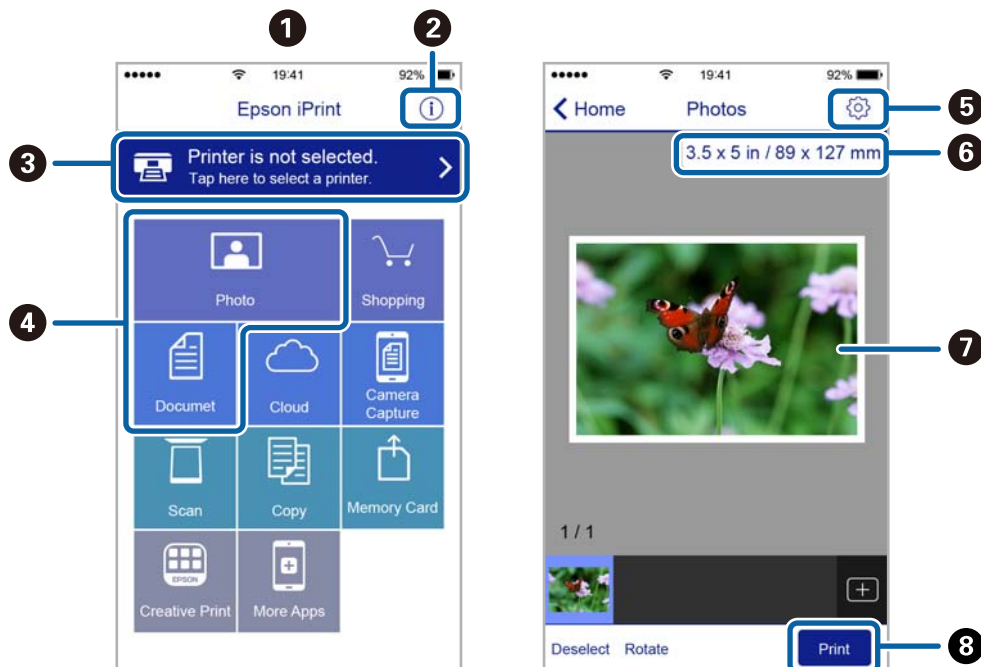 1
2
19:41
92%
Epson iPrint
i
3
Printer is not selected.
Tap here to select a printer.
4
Photo
Shopping
Documet
Cloud
Camera
Capture
Scan
Copy
Memory Card
EPSON
Creative Print
More Apps
19:41
92%
Home
Photos
5
3.5 x 5 in / 89 x 127 mm
6
7
1 / 1
Deselect
Rotate
Print
8